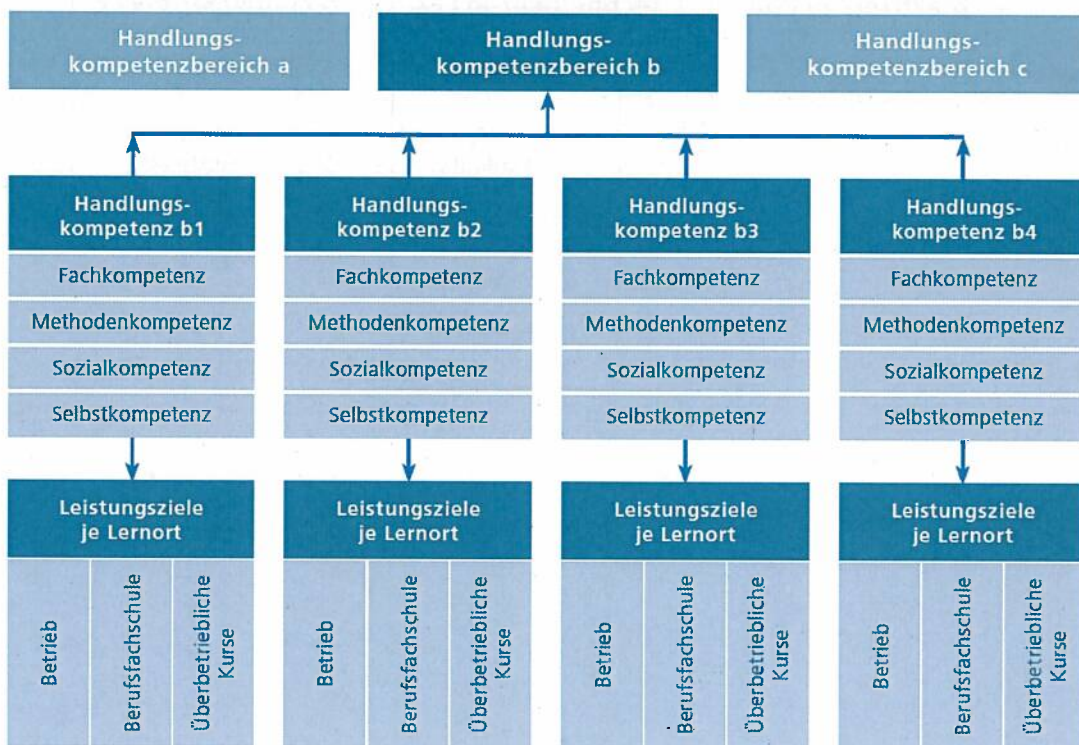 Handlungs-
kompetenzbereich a
Handlungs-
kompetenzbereich b
Handlungs-
kompetenzbereich c
Handlungs-
kompetenz b1
Fachkompetenz
Methodenkompetenz
Sozialkompetenz
Selbstkompetenz
Handlungs-
kompetenz b2
Fachkompetenz
Methodenkompetenz
Sozialkompetenz
Selbstkompetenz
Handlungs-
kompetenz b3
Fachkompetenz
Methodenkompetenz
Sozialkompetenz
Selbstkompetenz
Handlungs-
kompetenz b4
Fachkompetenz
Methodenkompetenz
Sozialkompetenz
Selbstkompetenz
Leistungsziele
je Lernort
Betrieb
Berufsfachschule
Überbetriebliche
Kurse
Leistungsziele
je Lernort
Betrieb
Berufsfachschule
Überbetriebliche
Kurse
Leistungsziele
je Lernort
Betrieb
Berufsfachschule
Überbetriebliche
Kurse
Leistungsziele
je Lernort
Betrieb
Berufsfachschule
Überbetriebliche
Kurse